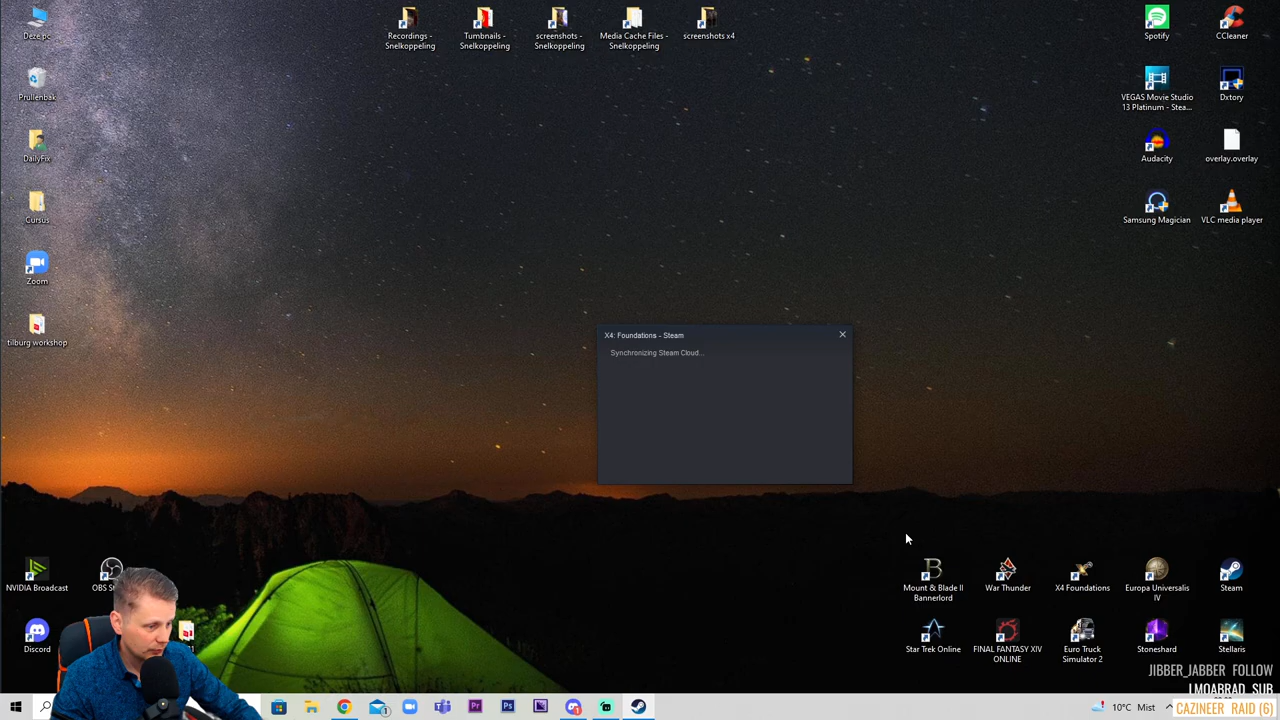 Deze pc
Recordings -
Snelkoppeling
Tumbnails -
Snelkoppeling
screenshots -
Snelkoppeling
Media Cache Files -
Snelkoppeling
screenshots x4
Spotify
CCleaner
Prullenbak
VEGAS Movie Studio
13 Platinum - Stea...
Dxtory
DailyFix
Audacity
overlay.overlay
Cursus
Samsung Magician
VLC media player
Zoom
tilburg workshop
X4: Foundations - Steam
Synchronizing Steam Cloud...
NVIDIA Broadcast
OBS
Mount & Blade II
Bannerlord
War Thunder
X4 Foundations
Europa Universalis
IV
Steam
Discord
Star Trek Online
FINAL FANTASY XIV
ONLINE
Euro Truck
Simulator 2
Stoneshard
Stellaris
JIBBER_JABBER FOLLOW
LMOABRAD SUB
10°C Mist
CAZINEER RAID (6)